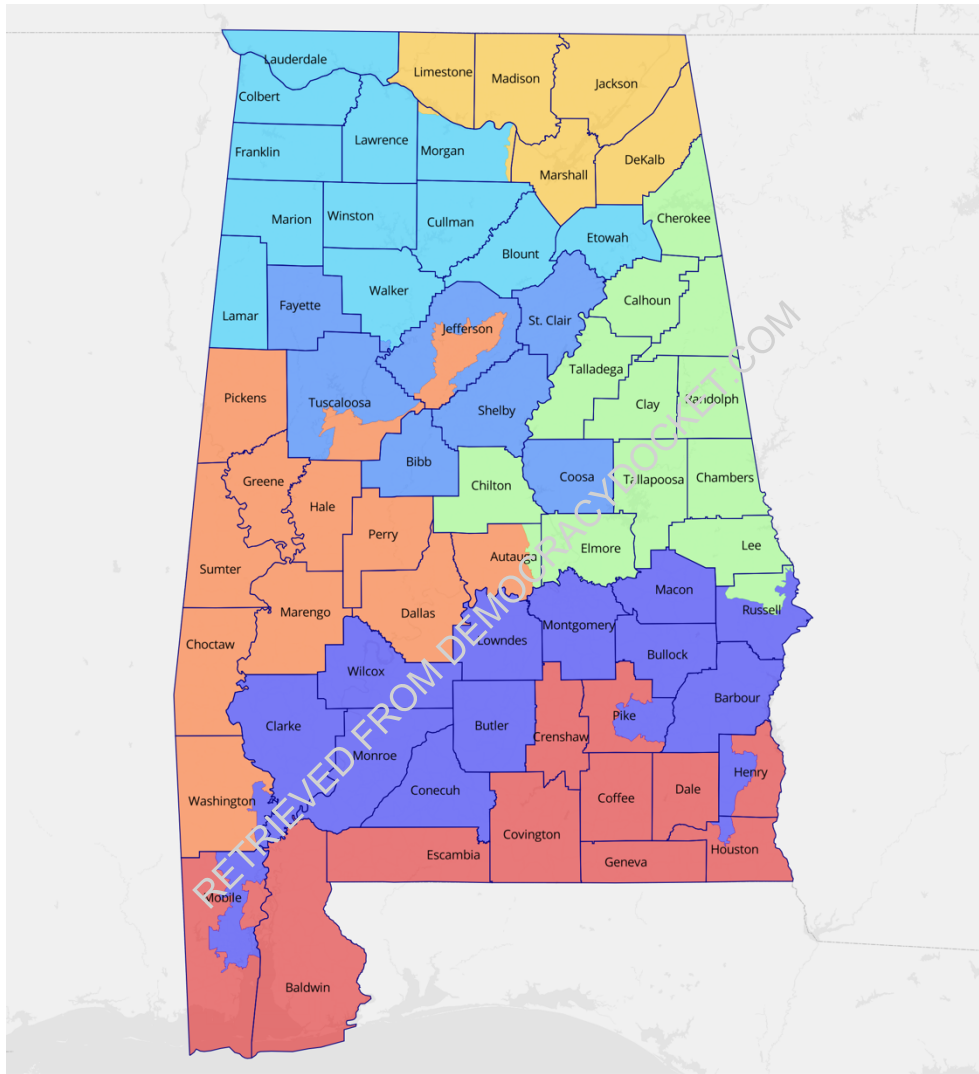 Lauderdale
Limestone
Madison
Jackson
Colbert
Lawrence
Franklin
Morgan
DeKalb
Marshall
Cherokee
Marion
Winston
Cullman
Etowah
Blount
Walker
Calhoun
Fayette
Lamar
St. Clair
Jefferson
Talladega
Pickens
Tuscaloosa
Shelby
Clay
Randolph
Bibb
Coosa
Tallapoosa
Chambers
Greene
Chilton
Hale
Perry
Lee
Elmore
Autauga
Sumter
Macon
Marengo
Dallas
Russell
Choctaw
Lowndes
Montgomery
Bullock
Wilcox
Barbour
Clarke
Butler
Pike
Crenshaw
Monroe
Henry
Conecuh
Coffee
Dale
Washington
Covington
Houston
Escambia
Geneva
Mobile
Baldwin
RETRIEVED FROM DEMOCRACYDOCKET.COM